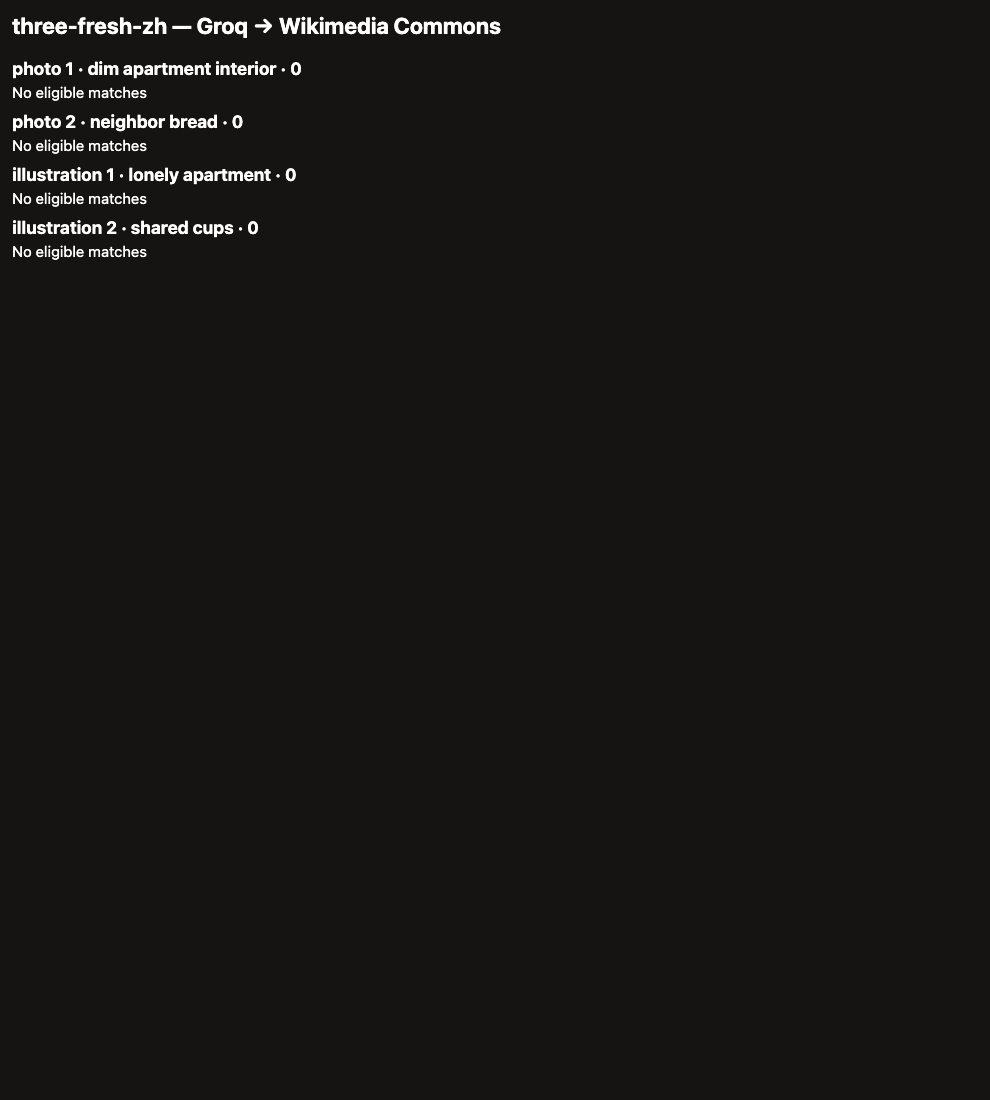 three-fresh-zh — Groq → Wikimedia Commons
photo 1 · dim apartment interior · 0
No eligible matches
photo 2 · neighbor bread · 0
No eligible matches
illustration 1 · lonely apartment · 0
No eligible matches
illustration 2 · shared cups · 0
No eligible matches